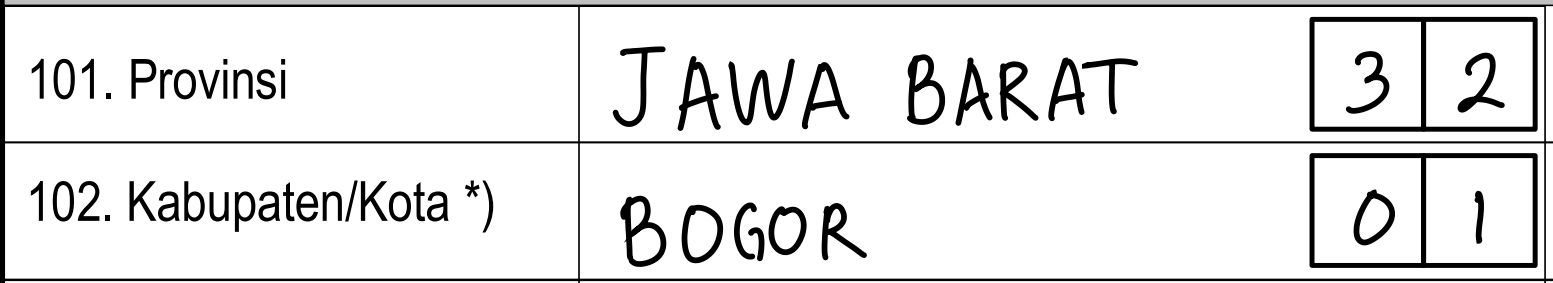 101. Provinsi JAWA BARAT 3 2
102. Kabupaten/Kota *) BOGOR 0 1